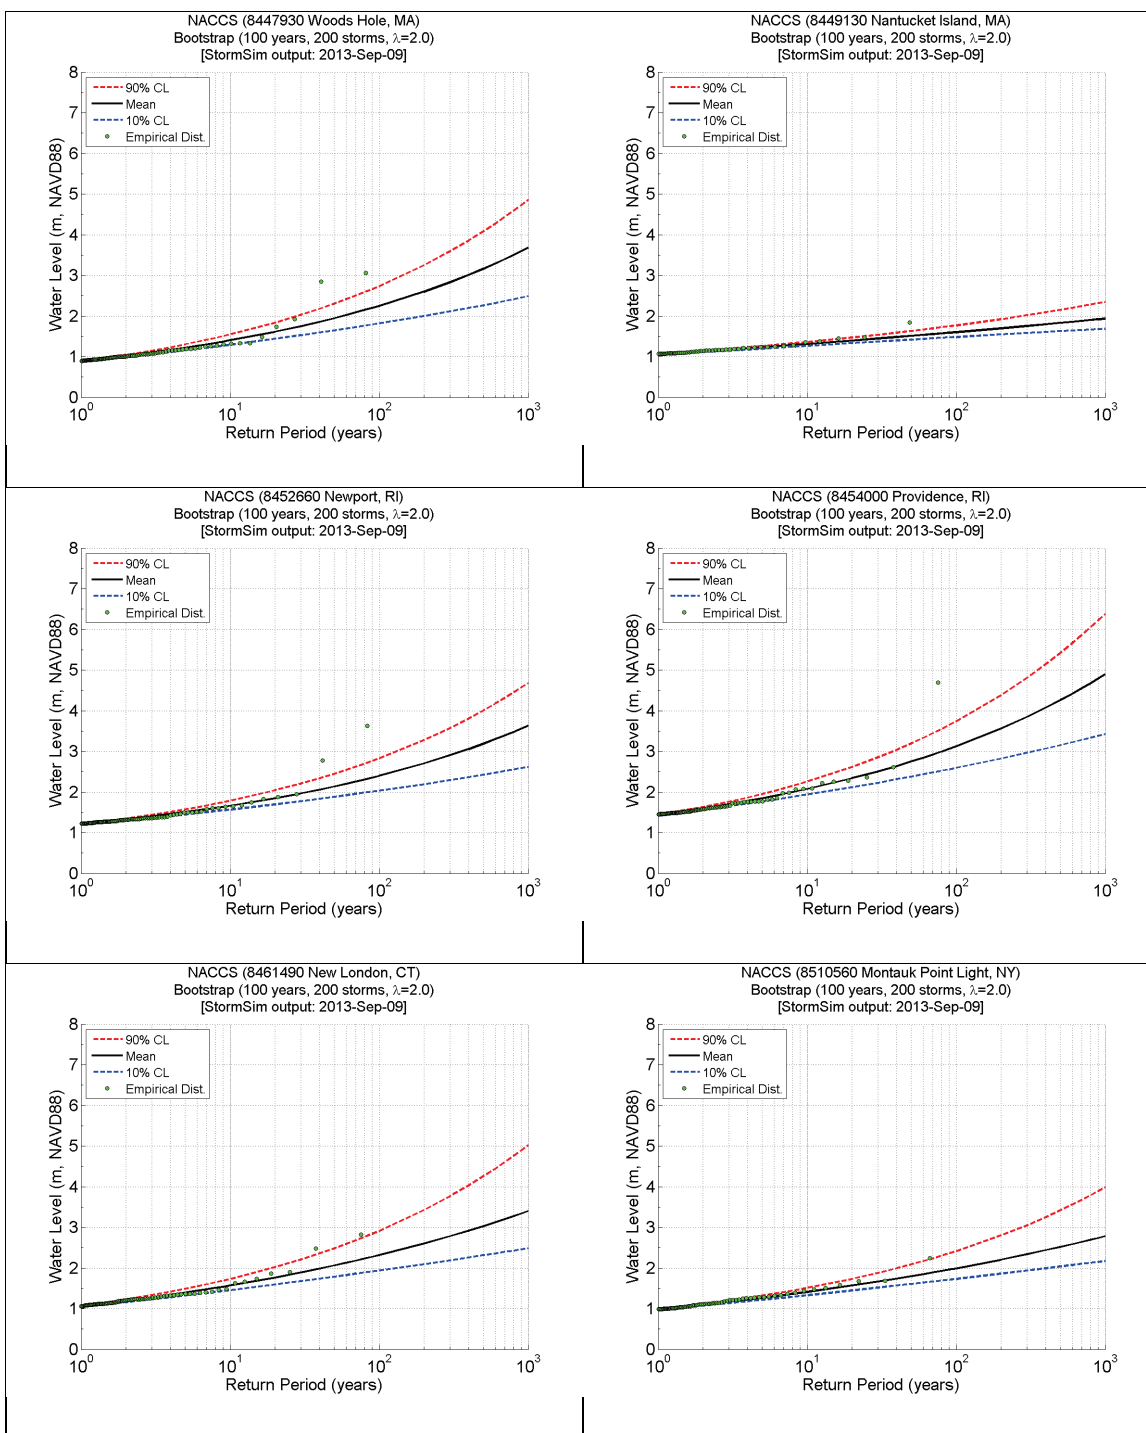 NACCS (8447930 Woods Hole, MA)
Bootstrap (100 years, 200 storms, λ=2.0)
[StormSim output: 2013-Sep-09]
90% CL
Mean
10% CL
Empirical Dist.
Water Level (m, NAVD88)
8
7
6
5
4
3
2
1
0
10^0
10^1
10^2
10^3
Return Period (years)
NACCS (8449130 Nantucket Island, MA)
Bootstrap (100 years, 200 storms, λ=2.0)
[StormSim output: 2013-Sep-09]
90% CL
Mean
10% CL
Empirical Dist.
Water Level (m, NAVD88)
8
7
6
5
4
3
2
1
0
10^0
10^1
10^2
10^3
Return Period (years)
NACCS (8452660 Newport, RI)
Bootstrap (100 years, 200 storms, λ=2.0)
[StormSim output: 2013-Sep-09]
90% CL
Mean
10% CL
Empirical Dist.
Water Level (m, NAVD88)
8
7
6
5
4
3
2
1
0
10^0
10^1
10^2
10^3
Return Period (years)
NACCS (8454000 Providence, RI)
Bootstrap (100 years, 200 storms, λ=2.0)
[StormSim output: 2013-Sep-09]
90% CL
Mean
10% CL
Empirical Dist.
Water Level (m, NAVD88)
8
7
6
5
4
3
2
1
0
10^0
10^1
10^2
10^3
Return Period (years)
NACCS (8461490 New London, CT)
Bootstrap (100 years, 200 storms, λ=2.0)
[StormSim output: 2013-Sep-09]
90% CL
Mean
10% CL
Empirical Dist.
Water Level (m, NAVD88)
8
7
6
5
4
3
2
1
0
10^0
10^1
10^2
10^3
Return Period (years)
NACCS (8510560 Montauk Point Light, NY)
Bootstrap (100 years, 200 storms, λ=2.0)
[StormSim output: 2013-Sep-09]
90% CL
Mean
10% CL
Empirical Dist.
Water Level (m, NAVD88)
8
7
6
5
4
3
2
1
0
10^0
10^1
10^2
10^3
Return Period (years)